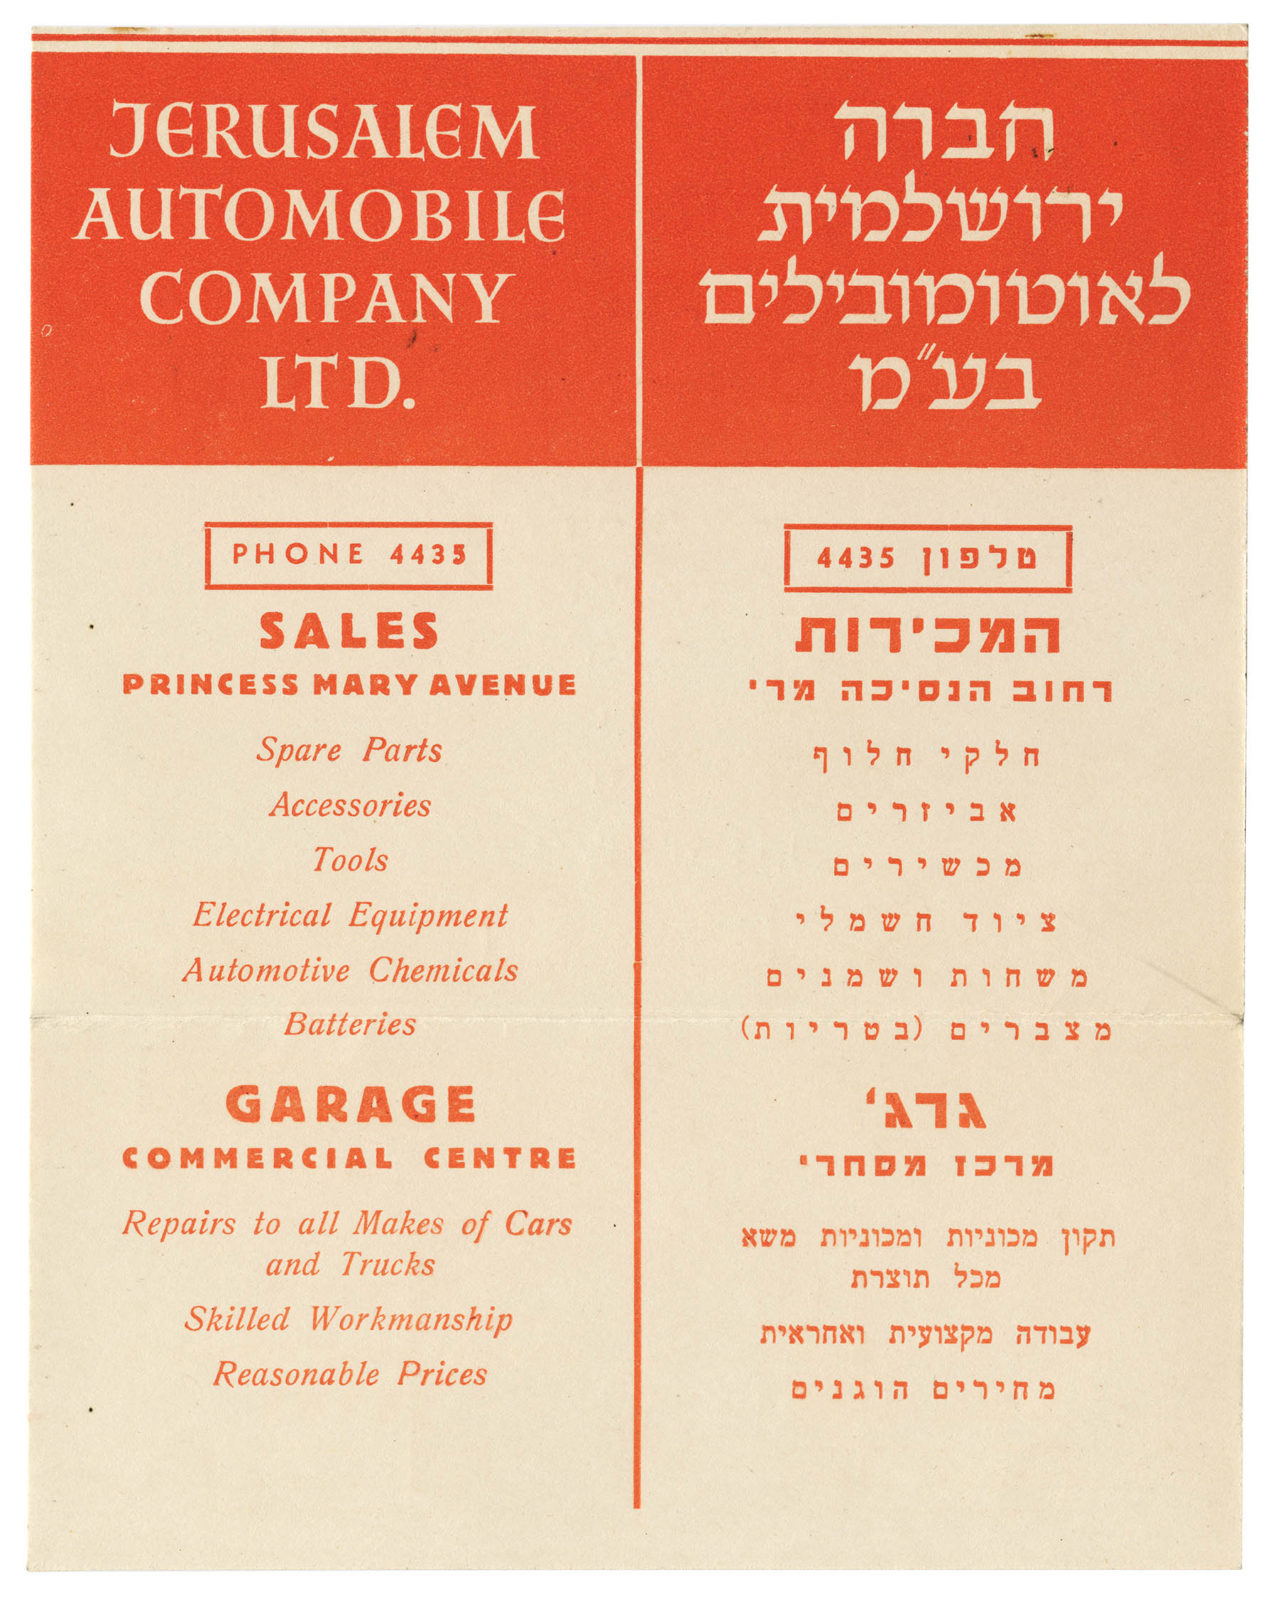 JERUSALEM
AUTOMOBILE
COMPANY
LTD.
PHONE 4435
SALES
PRINCESS MARY AVENUE
Spare Parts
Accessories
Tools
Electrical Equipment
Automotive Chemicals
Batteries
GARAGE
COMMERCIAL CENTRE
Repairs to all Makes of Cars
and Trucks
Skilled Workmanship
Reasonable Prices
חברה
ירושלמית
לאוטומובילים
בע"מ
טלפון 4435
המכירות
רחוב הנסיכה מרי
חלקי חלוף
אביזרים
מכשירים
ציוד חשמלי
משחות ושמנים
מצברים (בטריות)
גרג'
מרכז מסחרי
תקון מכוניות ומכוניות משא
מכל תוצרת
עבודה מקצועית ואחראית
מחירים הוגנים